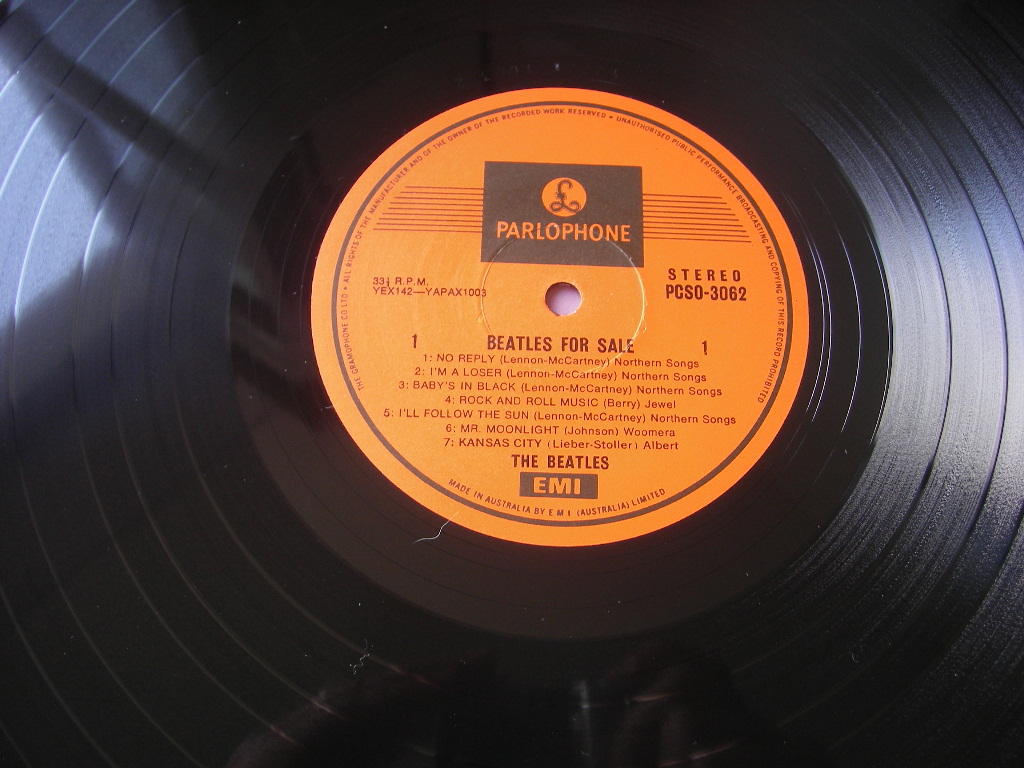 THE GRAMOPHONE CO LTD • ALL RIGHTS OF THE MANUFACTURER AND OF THE OWNER OF THE RECORDED WORK RESERVED • UNAUTHORISED PUBLIC PERFORMANCE BROADCASTING AND COPYING OF THIS RECORD PROHIBITED
£
PARLOPHONE
33⅓ R.P.M.
YEX142—YAPAX1003
STEREO
PCSO-3062
1 BEATLES FOR SALE 1
1: NO REPLY (Lennon-McCartney) Northern Songs
2: I'M A LOSER (Lennon-McCartney) Northern Songs
3: BABY'S IN BLACK (Lennon-McCartney) Northern Songs
4: ROCK AND ROLL MUSIC (Berry) Jewel
5: I'LL FOLLOW THE SUN (Lennon-McCartney) Northern Songs
6: MR. MOONLIGHT (Johnson) Woomera
7: KANSAS CITY (Lieber-Stoller) Albert
THE BEATLES
EMI
MADE IN AUSTRALIA BY E M I (AUSTRALIA) LIMITED